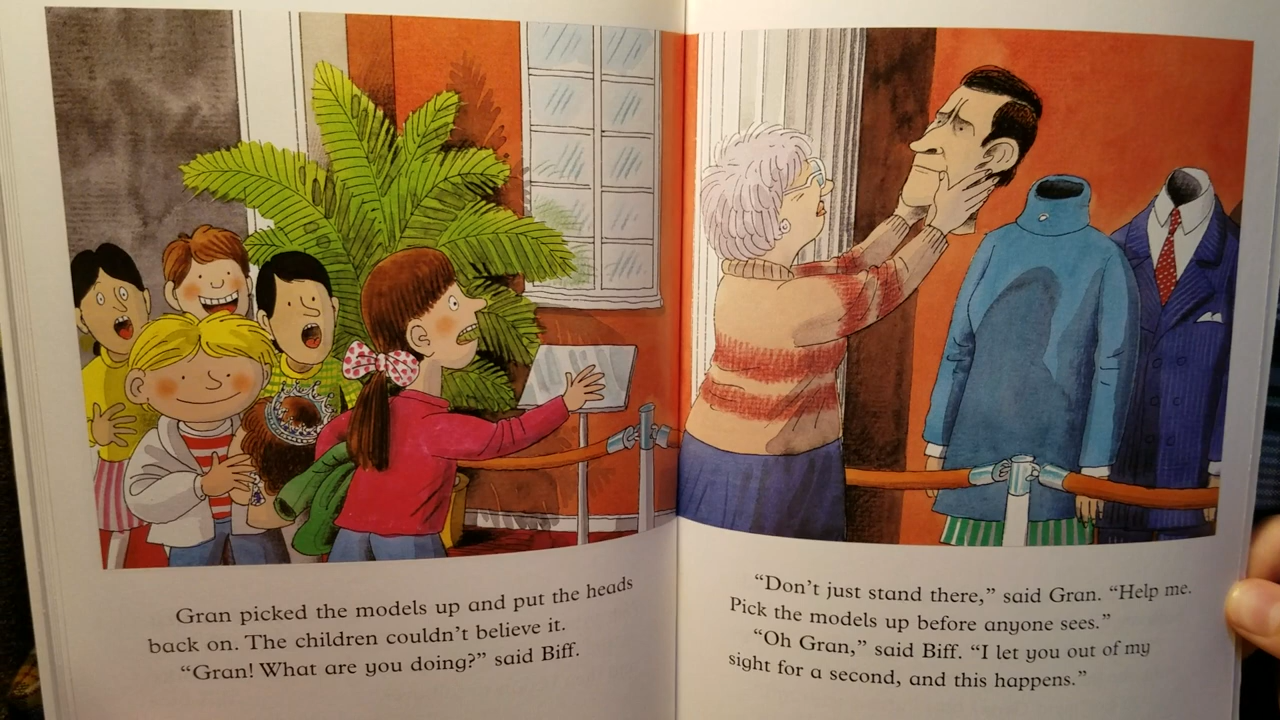 Gran picked the models up and put the heads
back on. The children couldn't believe it.
"Gran! What are you doing?" said Biff.
"Don't just stand there," said Gran. "Help me.
Pick the models up before anyone sees."
"Oh Gran," said Biff. "I let you out of my
sight for a second, and this happens."